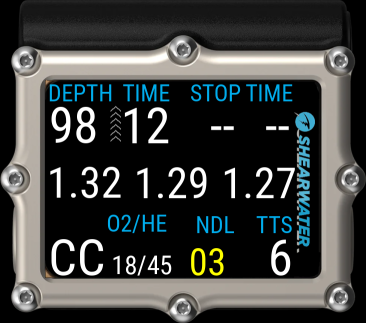 DEPTH TIME STOP TIME
98 12 -- --
1.32 1.29 1.27
O2/HE NDL TTS
CC 18/45 03 6
SHEARWATER